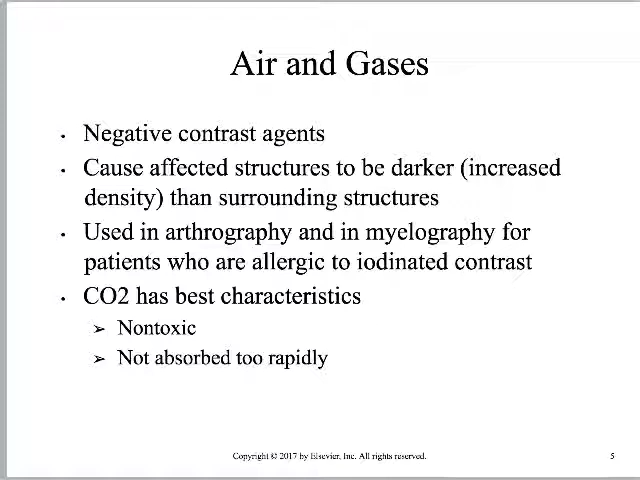 Air and Gases
• Negative contrast agents
• Cause affected structures to be darker (increased
density) than surrounding structures
• Used in arthrography and in myelography for
patients who are allergic to iodinated contrast
• CO2 has best characteristics
➢ Nontoxic
➢ Not absorbed too rapidly
Copyright © 2017 by Elsevier, Inc. All rights reserved.
5